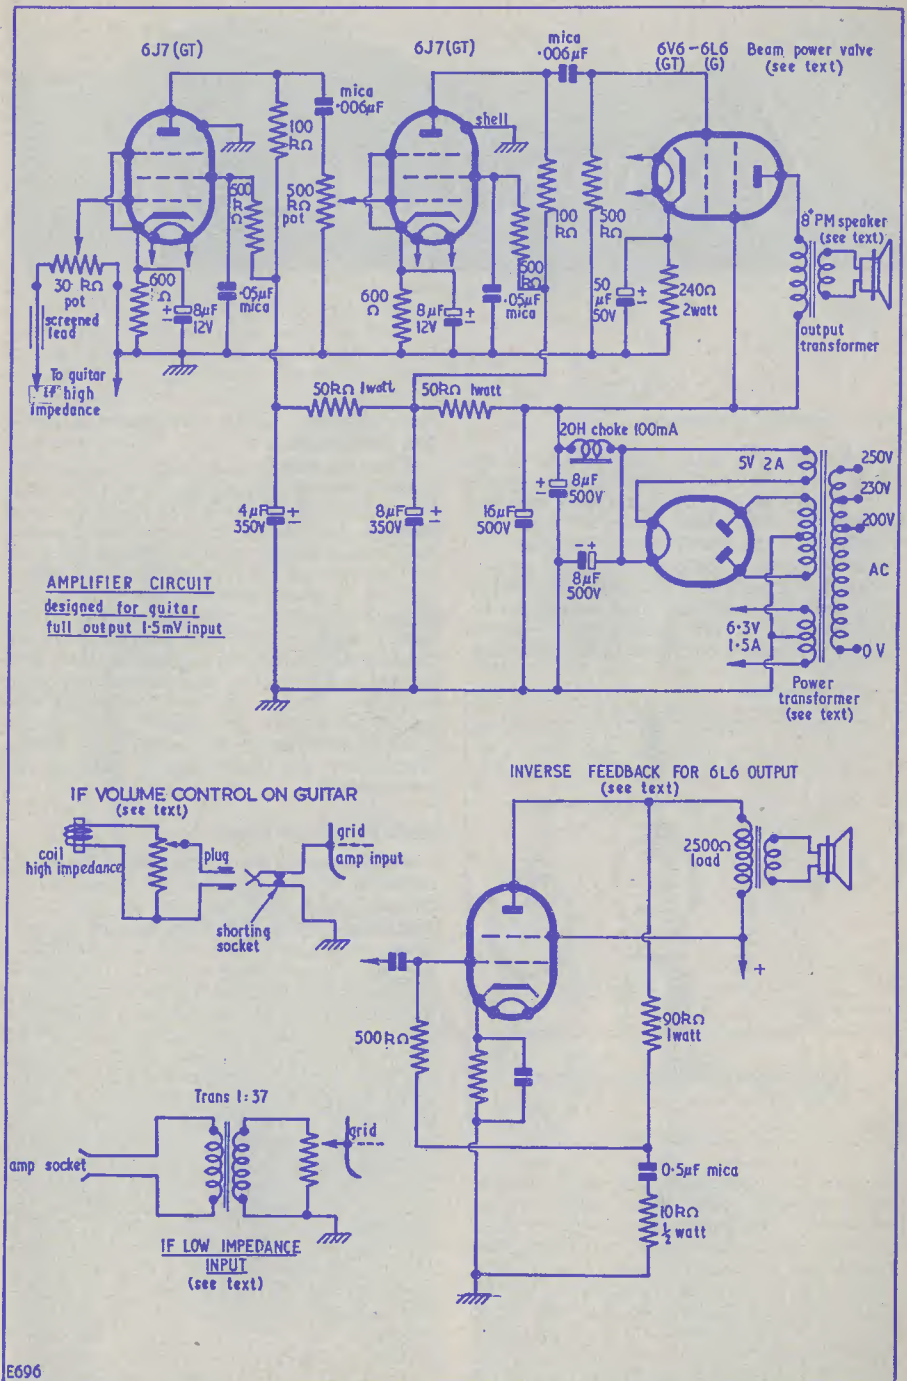 6J7(GT)
6J7(GT)
mica
·006µF
6V6-6L6
(GT) (G)
Beam power valve
(see text)
mica
·006µF
shell
100
RΩ
500
RΩ
500
RΩ
pot
500
RΩ
100
RΩ
500
RΩ
8" PM speaker
(see text)
30 RΩ
pot
screened
lead
600
Ω
8µF
12V
·05µF
mica
600
Ω
8µF
12V
·05µF
mica
50
µF
50V
240Ω
2watt
output
transformer
To guitar
if high
impedance
50RΩ 1watt
50RΩ 1watt
20H choke 100mA
5V 2A
250V
230V
200V
AC
0V
4µF
350V
8µF
350V
16µF
500V
8µF
500V
8µF
500V
6·3V
1·5A
Power
transformer
(see text)
AMPLIFIER CIRCUIT
designed for guitar
full output 1·5mV input
IF VOLUME CONTROL ON GUITAR
(see text)
coil
high impedance
plug
grid
amp input
shorting
socket
INVERSE FEEDBACK FOR 6L6 OUTPUT
(see text)
2500Ω
load
+
500RΩ
90RΩ
1watt
0·5µF mica
10RΩ
½ watt
Trans 1:37
amp socket
grid
IF LOW IMPEDANCE
INPUT
(see text)
E696